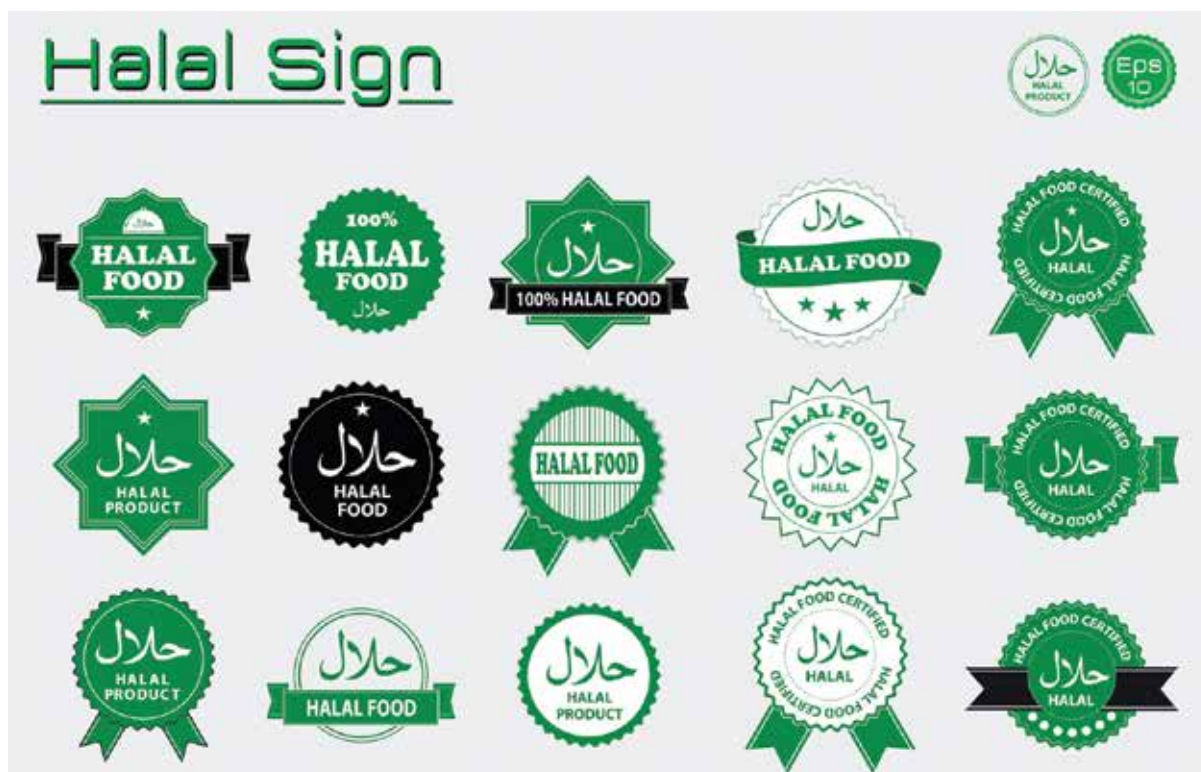 Halal Sign
حلال
HALAL
PRODUCT
Eps
10
حلال
HALAL
FOOD
100%
HALAL
FOOD
حلال
حلال
100% HALAL FOOD
حلال
HALAL FOOD
HALAL FOOD CERTIFIED
حلال
HALAL
HALAL FOOD CERTIFIED
حلال
HALAL
PRODUCT
حلال
HALAL
FOOD
HALAL FOOD
HALAL FOOD
حلال
HALAL
HALAL FOOD
HALAL FOOD CERTIFIED
حلال
HALAL
HALAL FOOD CERTIFIED
حلال
HALAL
PRODUCT
حلال
HALAL FOOD
حلال
HALAL
PRODUCT
HALAL FOOD CERTIFIED
حلال
HALAL
HALAL FOOD CERTIFIED
HALAL FOOD CERTIFIED
حلال
HALAL